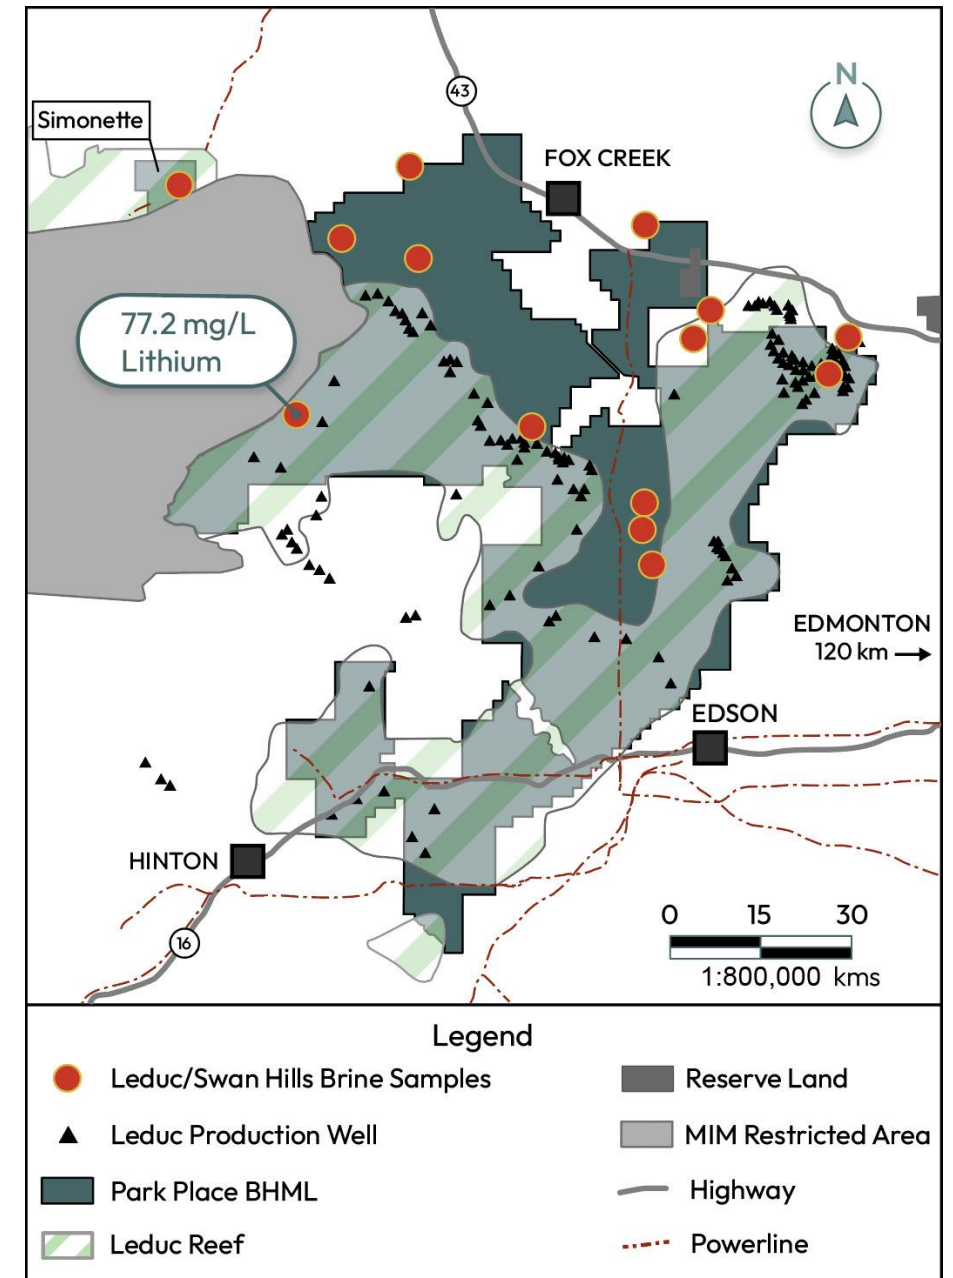 N
43
Simonette
FOX CREEK
77.2 mg/L
Lithium
EDMONTON
120 km
EDSON
HINTON
16
0 15 30
1:800,000 kms
Legend
Leduc/Swan Hills Brine Samples
Reserve Land
Leduc Production Well
MIM Restricted Area
Park Place BHML
Highway
Leduc Reef
Powerline